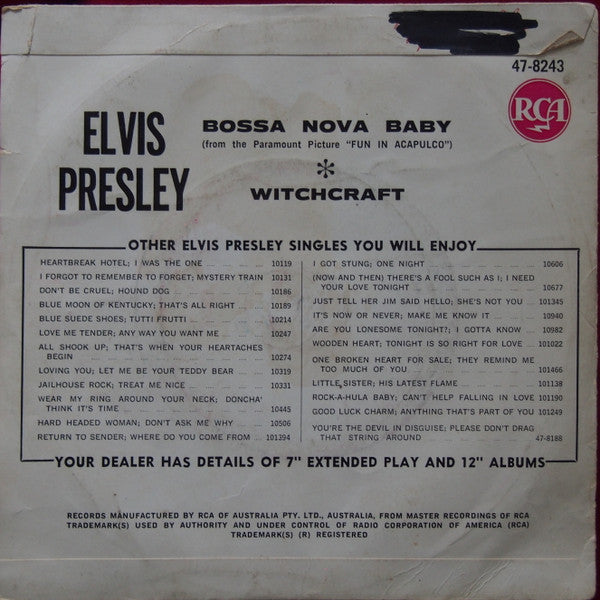 47-8243
RCA
ELVIS
PRESLEY
BOSSA NOVA BABY
(from the Paramount Picture "FUN IN ACAPULCO")
*
WITCHCRAFT
OTHER ELVIS PRESLEY SINGLES YOU WILL ENJOY
HEARTBREAK HOTEL; I WAS THE ONE ... 10119
I FORGOT TO REMEMBER TO FORGET; MYSTERY TRAIN 10131
DON'T BE CRUEL; HOUND DOG ... 10186
BLUE MOON OF KENTUCKY; THAT'S ALL RIGHT ... 10189
BLUE SUEDE SHOES; TUTTI FRUTTI ... 10214
LOVE ME TENDER; ANY WAY YOU WANT ME ... 10247
ALL SHOOK UP; THAT'S WHEN YOUR HEARTACHES
BEGIN ... 10274
LOVING YOU; LET ME BE YOUR TEDDY BEAR ... 10319
JAILHOUSE ROCK; TREAT ME NICE ... 10331
WEAR MY RING AROUND YOUR NECK; DONCHA'
THINK IT'S TIME ... 10445
HARD HEADED WOMAN; DON'T ASK ME WHY ... 10506
RETURN TO SENDER; WHERE DO YOU COME FROM ... 101394
I GOT STUNG; ONE NIGHT ... 10606
(NOW AND THEN) THERE'S A FOOL SUCH AS I; I NEED
YOUR LOVE TONIGHT ... 10677
JUST TELL HER JIM SAID HELLO; SHE'S NOT YOU ... 101345
IT'S NOW OR NEVER; MAKE ME KNOW IT ... 10940
ARE YOU LONESOME TONIGHT?; I GOTTA KNOW ... 10982
WOODEN HEART; TONIGHT IS SO RIGHT FOR LOVE ... 101022
ONE BROKEN HEART FOR SALE; THEY REMIND ME
TOO MUCH OF YOU ... 101466
LITTLE SISTER; HIS LATEST FLAME ... 101138
ROCK-A-HULA BABY; CAN'T HELP FALLING IN LOVE 101190
GOOD LUCK CHARM; ANYTHING THAT'S PART OF YOU 101249
YOU'RE THE DEVIL IN DISGUISE; PLEASE DON'T DRAG
THAT STRING AROUND 47-8188
YOUR DEALER HAS DETAILS OF 7" EXTENDED PLAY AND 12" ALBUMS
RECORDS MANUFACTURED BY RCA OF AUSTRALIA PTY. LTD., AUSTRALIA, FROM MASTER RECORDINGS OF RCA
TRADEMARK(S) USED BY AUTHORITY AND UNDER CONTROL OF RADIO CORPORATION OF AMERICA (RCA)
TRADEMARK(S) (R) REGISTERED